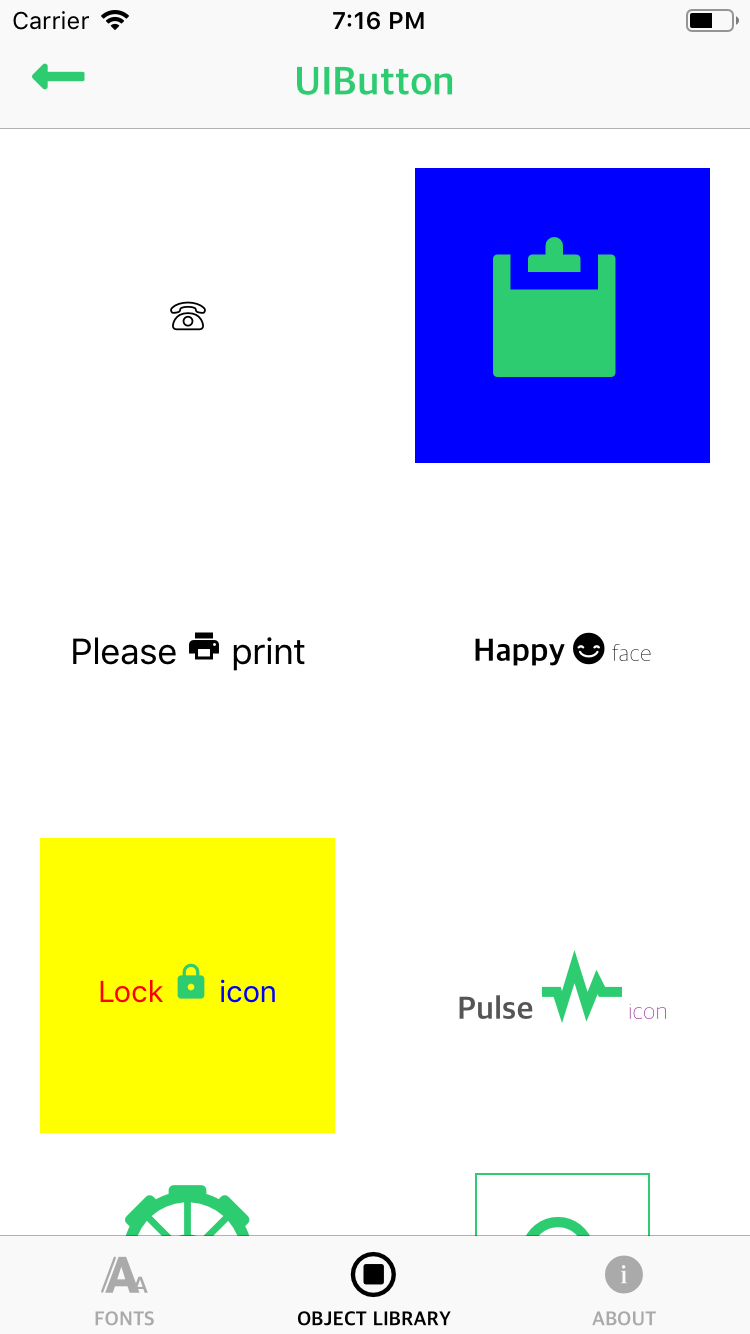 Carrier 7:16 PM
UIButton
Please print
Happy face
Lock icon
Pulse icon
FONTS OBJECT LIBRARY ABOUT